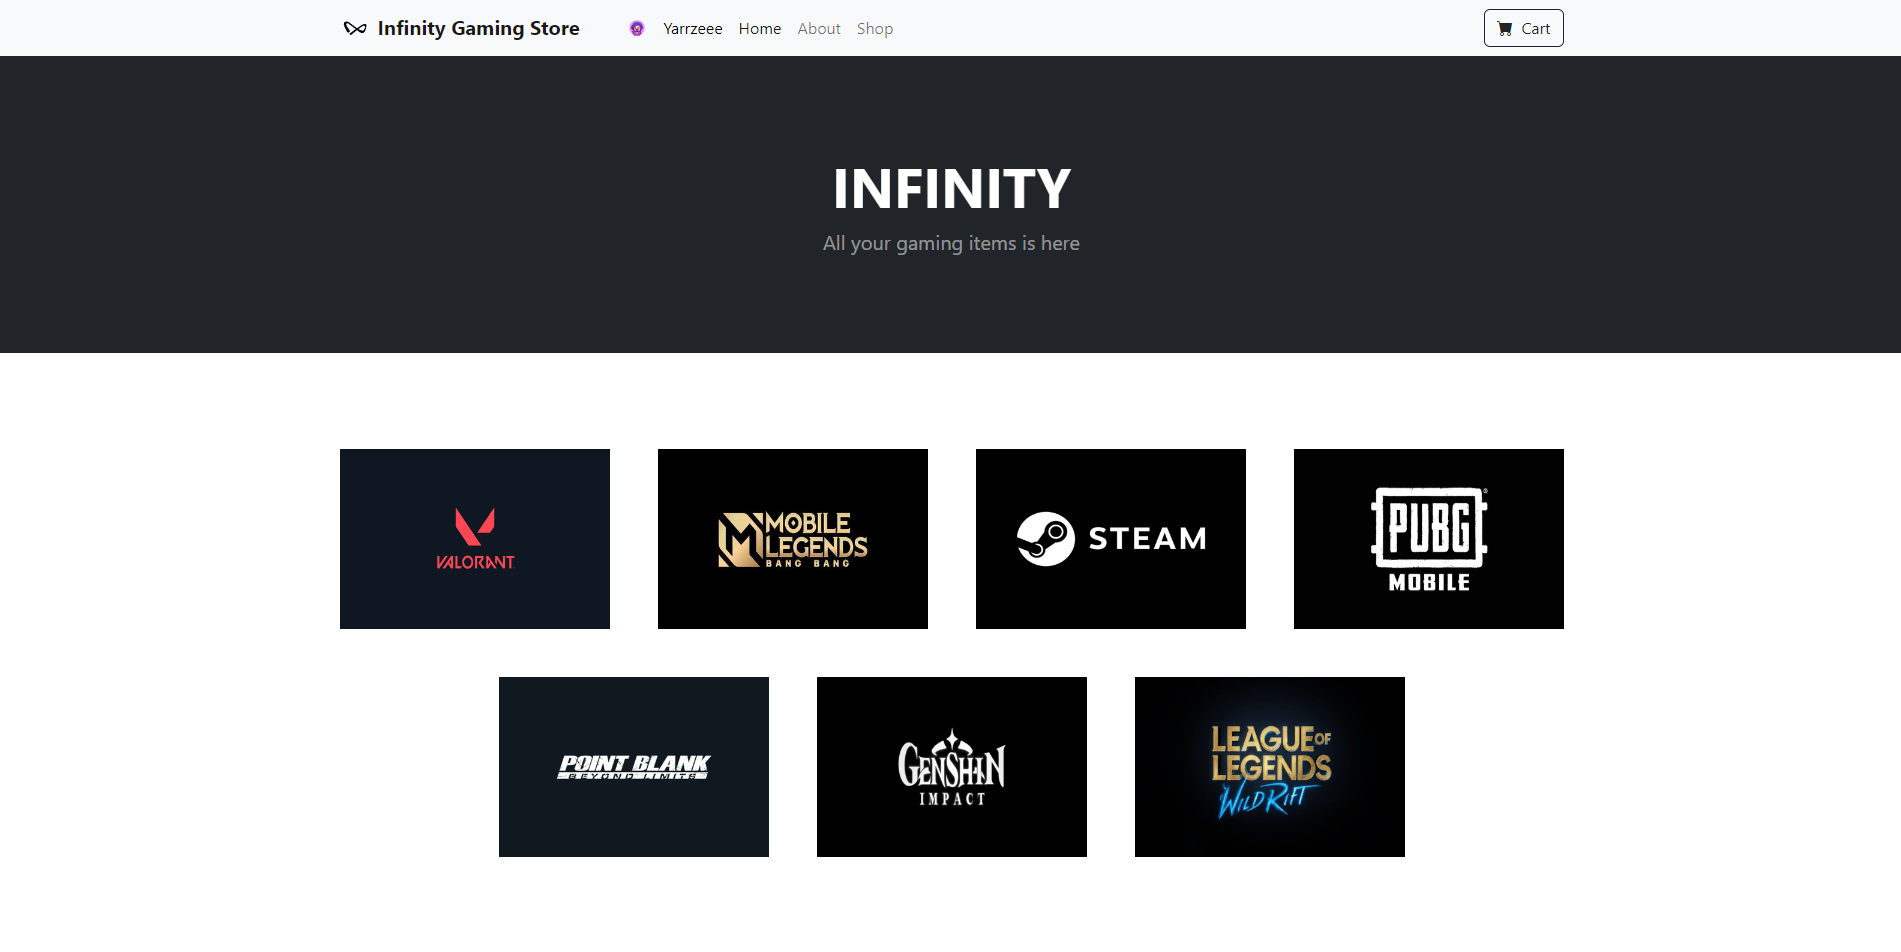 Infinity Gaming Store Yarrzeee Home About Shop Cart
INFINITY
All your gaming items is here
VALORANT
MOBILE
LEGENDS
BANG BANG
STEAM
PUBG
MOBILE
POINT BLANK
BEYOND LIMITS
GENSHIN
IMPACT
LEAGUE OF
LEGENDS
WILD RIFT